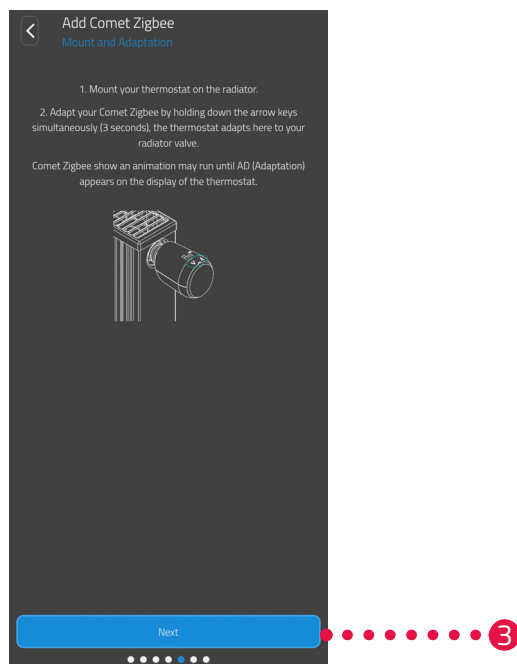 Add Comet Zigbee
Mount and Adaptation
1. Mount your thermostat on the radiator.
2. Adapt your Comet Zigbee by holding down the arrow keys
simultaneously (3 seconds), the thermostat adapts here to your
radiator valve.
Comet Zigbee show an animation may run until AD (Adaptation)
appears on the display of the thermostat.
Next
3